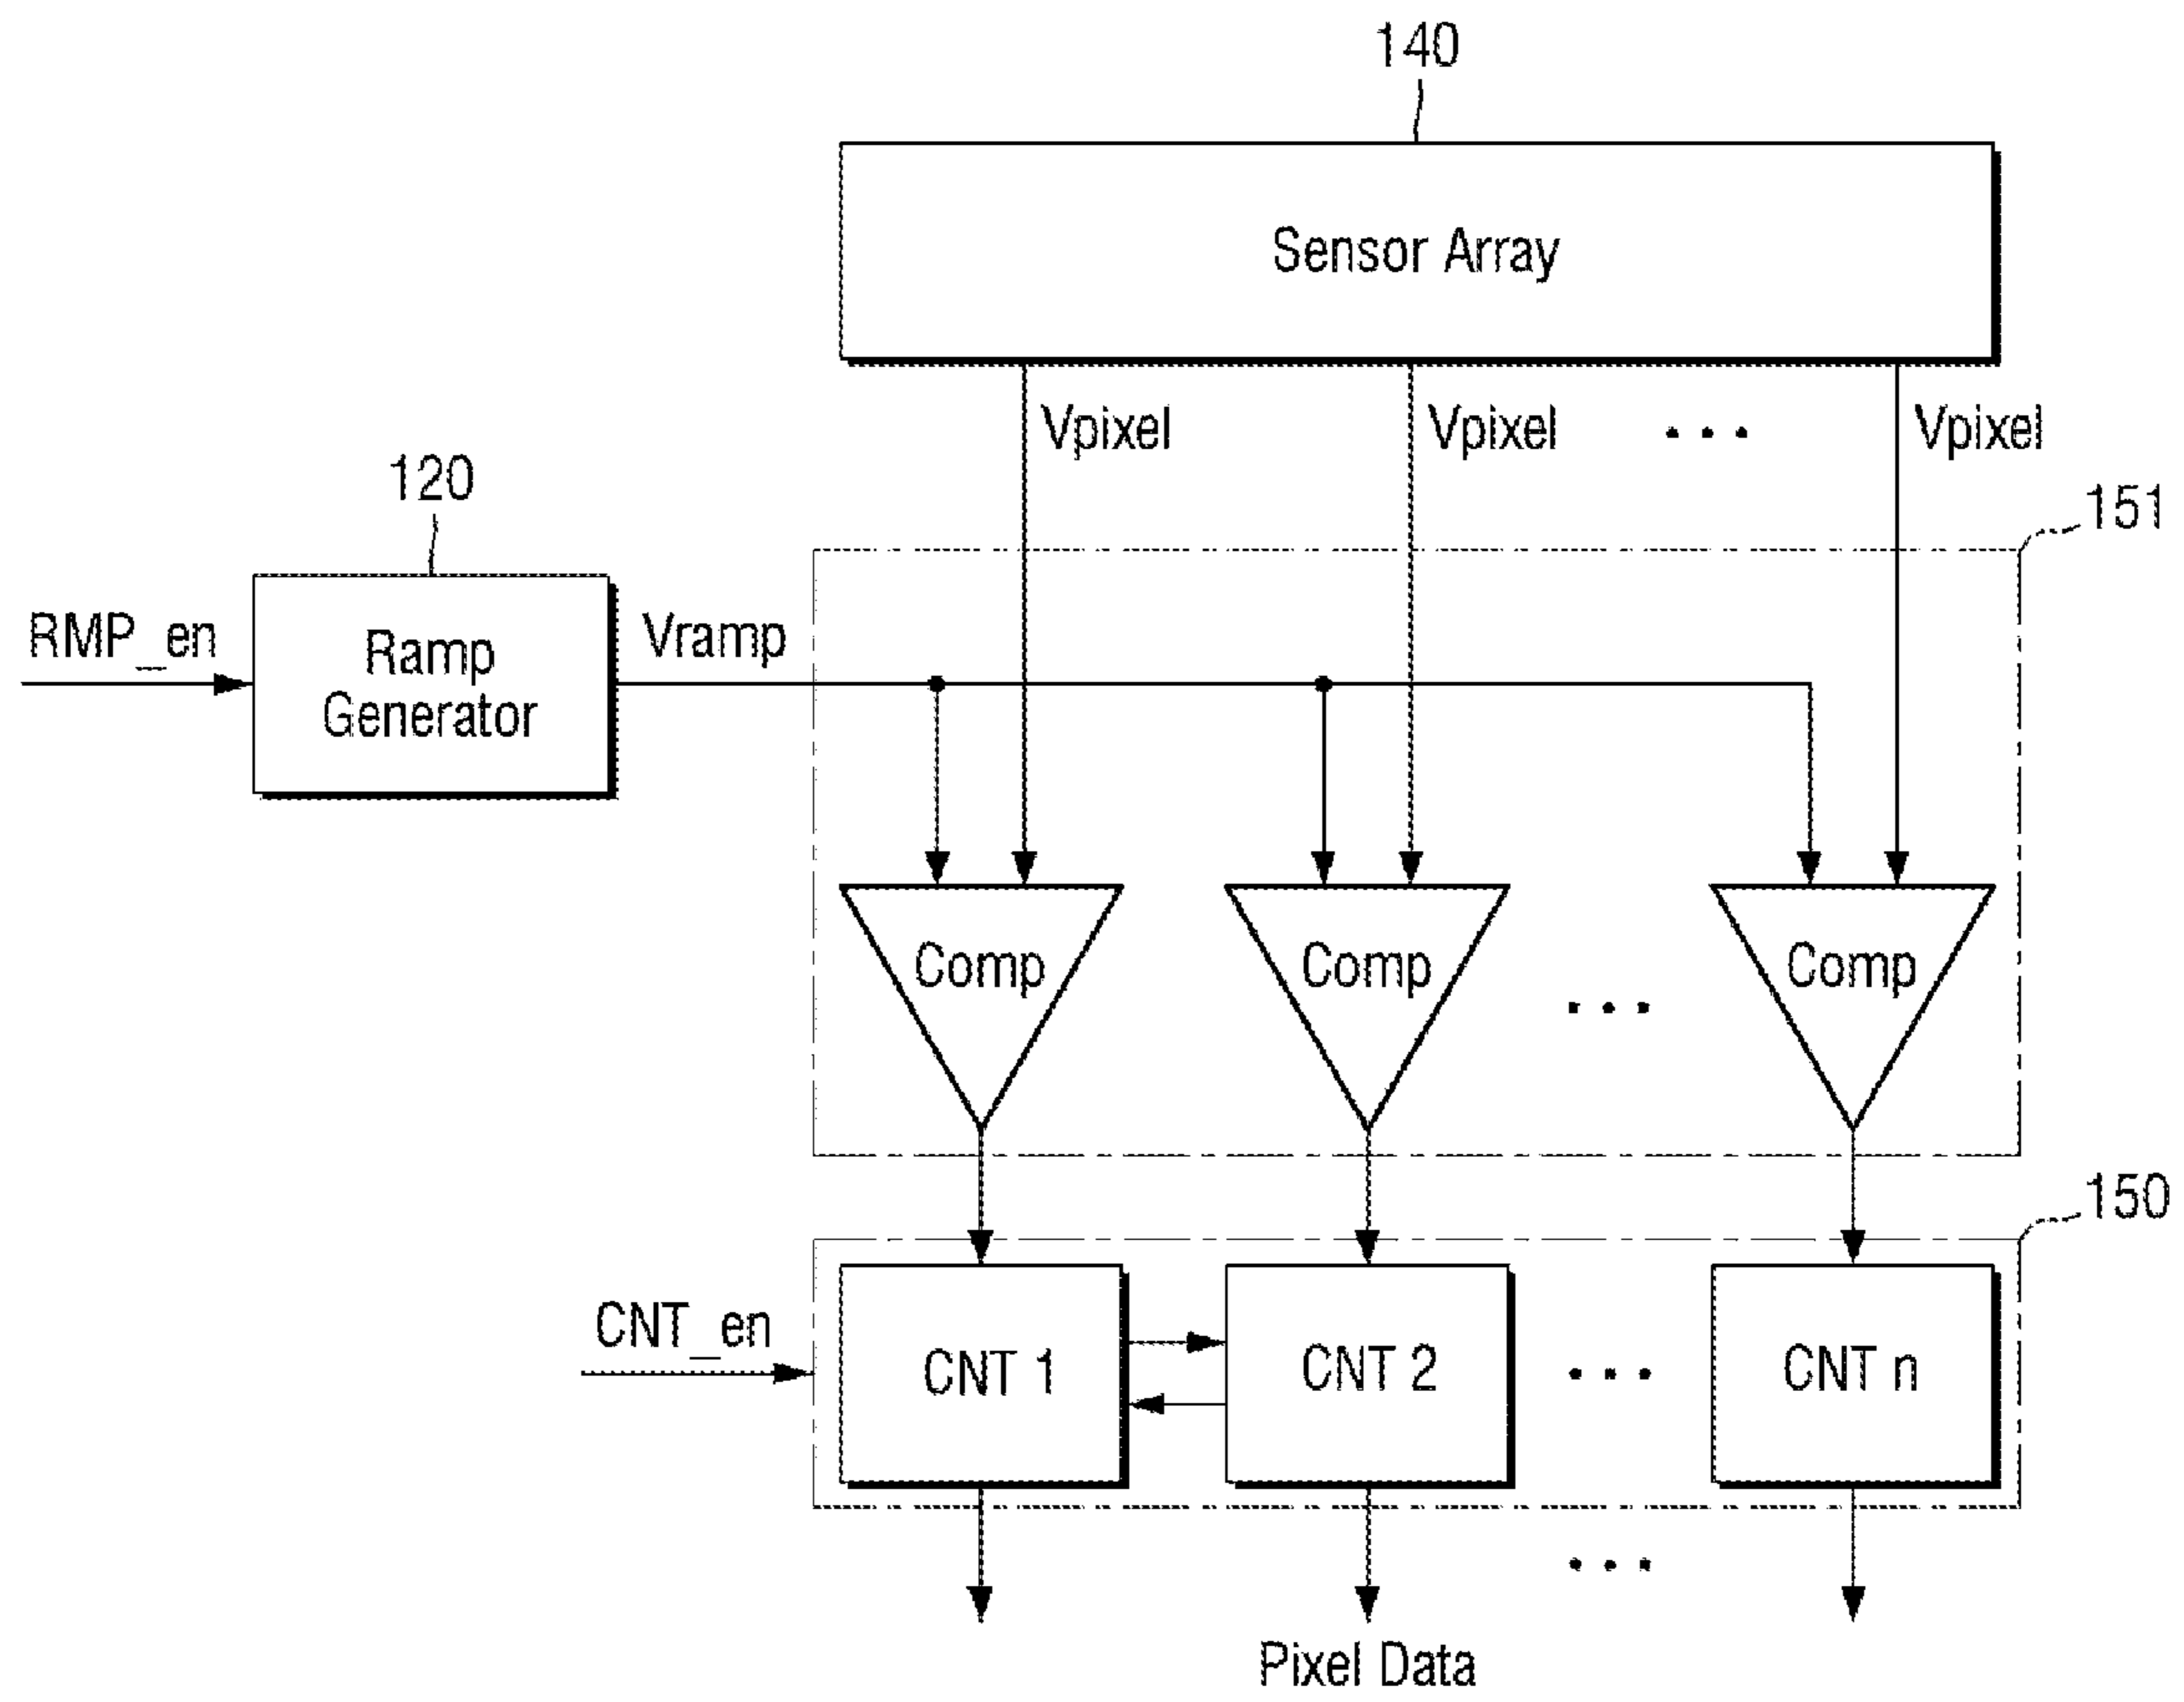 140
Sensor Array
Vpixel Vpixel ... Vpixel
120
151
RMP_en
Ramp
Generator
Vramp
Comp Comp ... Comp
150
CNT_en
CNT 1 CNT 2 ... CNT n
...
Pixel Data